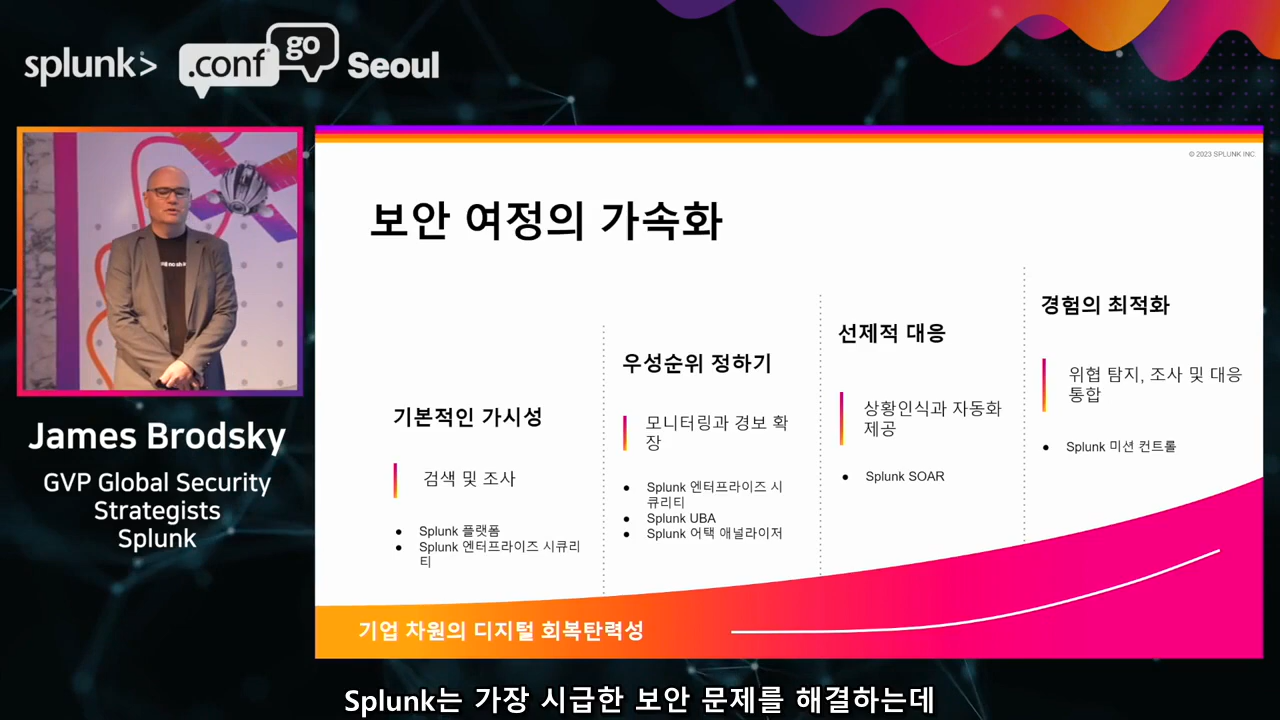 splunk>
.conf
go
Seoul
© 2023 SPLUNK INC.
보안 여정의 가속화
기본적인 가시성
검색 및 조사
Splunk 플랫폼
Splunk 엔터프라이즈 시큐리
티
우성순위 정하기
모니터링과 경보 확
장
Splunk 엔터프라이즈 시
큐리티
Splunk UBA
Splunk 어택 애널라이저
선제적 대응
상황인식과 자동화
제공
Splunk SOAR
경험의 최적화
위협 탐지, 조사 및 대응
통합
Splunk 미션 컨트롤
기업 차원의 디지털 회복탄력성
James Brodsky
GVP Global Security
Strategists
Splunk
Splunk는 가장 시급한 보안 문제를 해결하는데